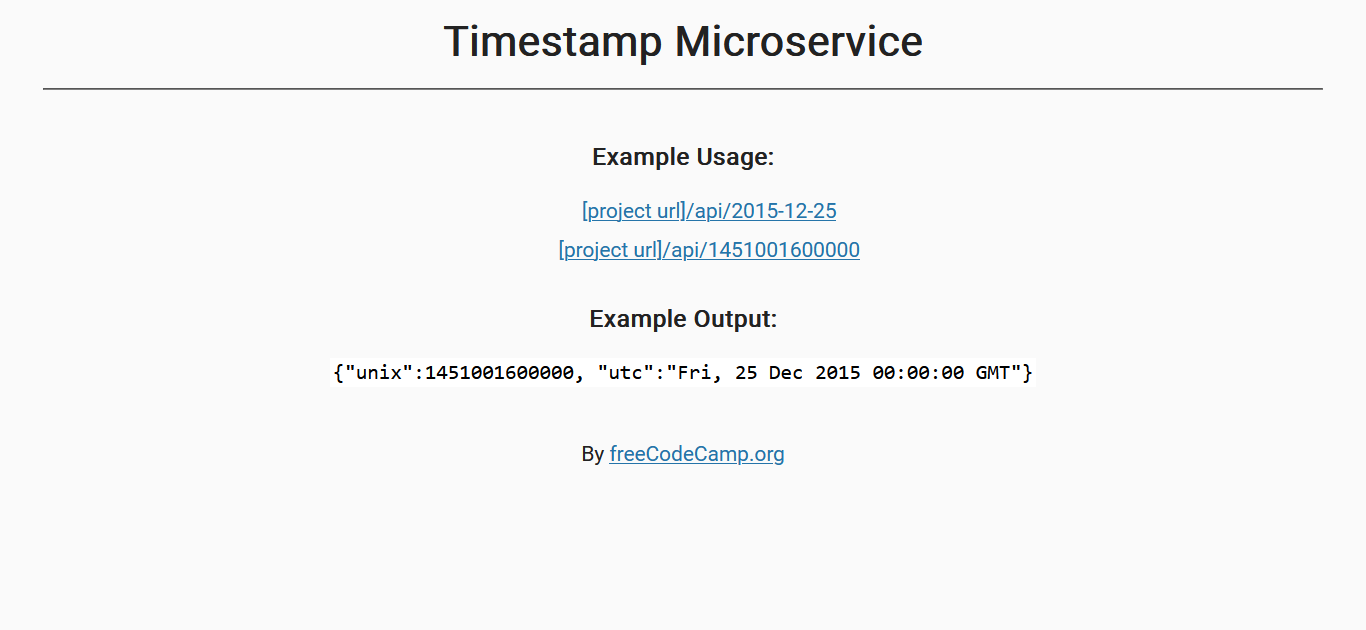 Timestamp Microservice
Example Usage:
[project url]/api/2015-12-25
[project url]/api/1451001600000
Example Output:
{"unix":1451001600000, "utc":"Fri, 25 Dec 2015 00:00:00 GMT"}
By freeCodeCamp.org